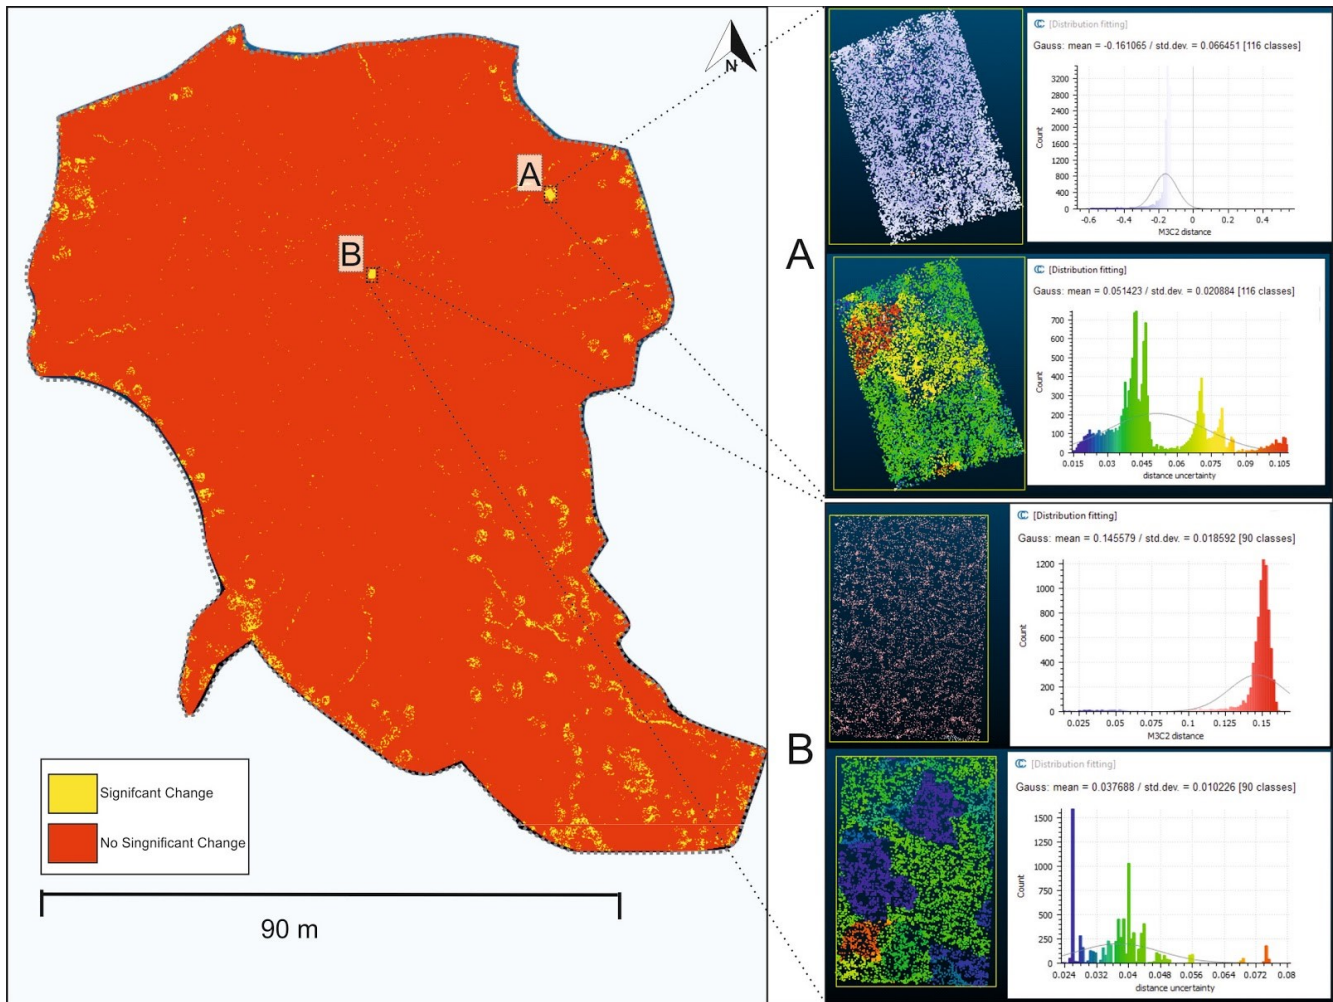 N
A
B
Signifcant Change
No Singnificant Change
90 m
A
[Distribution fitting]
Gauss: mean = -0.161065 / std.dev. = 0.066451 [116 classes]
3200
2800
2400
2000
1600
1200
800
400
0
Count
-0.6 -0.4 -0.2 0 0.2 0.4
M3C2 distance
[Distribution fitting]
Gauss: mean = 0.051423 / std.dev. = 0.020884 [116 classes]
700
600
500
400
300
200
100
0
Count
0.015 0.03 0.045 0.06 0.075 0.09 0.105
distance uncertainty
B
[Distribution fitting]
Gauss: mean = 0.145579 / std.dev. = 0.018592 [90 classes]
1200
1000
800
600
400
200
0
Count
0.025 0.05 0.075 0.1 0.125 0.15
M3C2 distance
[Distribution fitting]
Gauss: mean = 0.037688 / std.dev. = 0.010226 [90 classes]
1500
1250
1000
750
500
250
0
Count
0.024 0.032 0.04 0.048 0.056 0.064 0.072 0.08
distance uncertainty